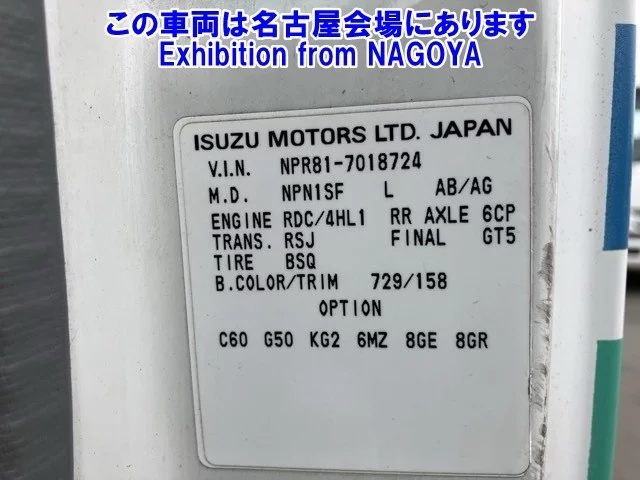 この車両は名古屋会場にあります
Exhibition from NAGOYA
ISUZU MOTORS LTD. JAPAN
V.I.N. NPR81-7018724
M.D. NPN1SF L AB/AG
ENGINE RDC/4HL1 RR AXLE 6CP
TRANS. RSJ FINAL GT5
TIRE BSQ
B.COLOR/TRIM 729/158
OPTION
C60 G50 KG2 6MZ 8GE 8GR